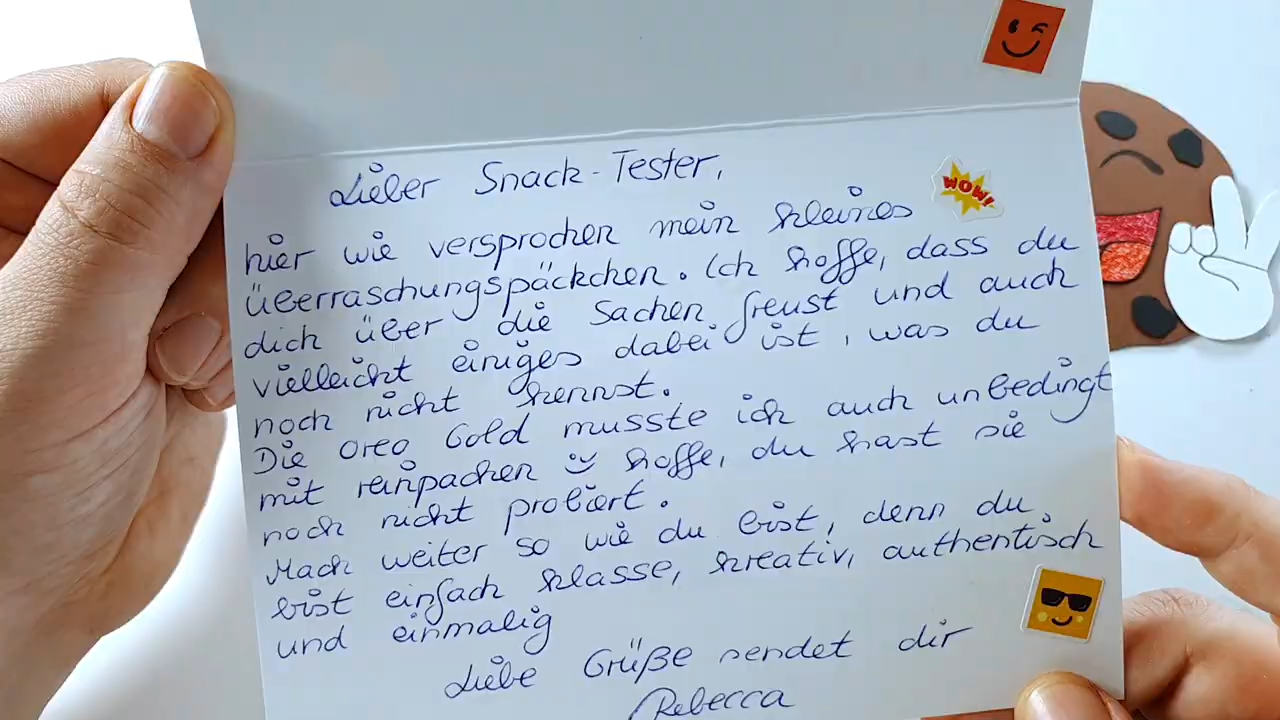 Lieber Snack-Tester,
WOW!
hier wie versprochen mein kleines
überraschungspäckchen. Ich hoffe, dass du
dich über die Sachen freust und auch
vielleicht einiges dabei ist, was du
noch nicht kennst.
Die Oreo Gold musste ich auch unbedingt
mit reinpacken hoffe, du hast sie
noch nicht probiert.
Mach weiter so wie du bist, denn du
bist einfach klasse, kreativ, authentisch
und einmalig
Liebe Grüße sendet dir
Rebecca